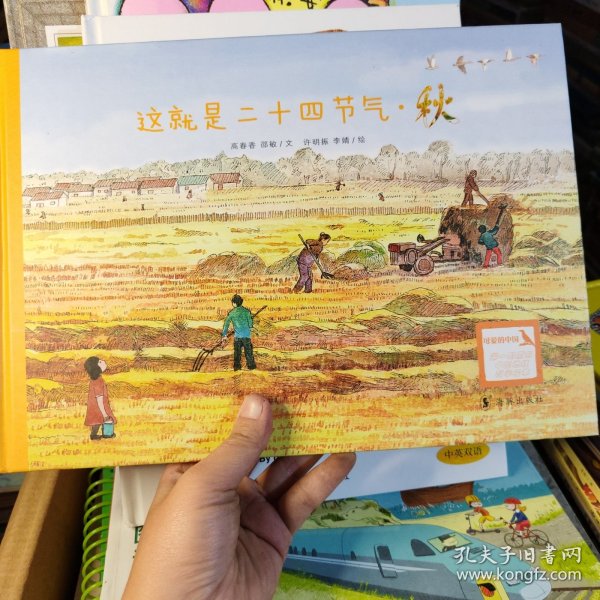 这就是二十四节气·秋
高春香 邵敏/文 许明振 李婧/绘
可爱的中国
海豚出版社
中英双语
孔夫子旧书网
www.kongfz.com